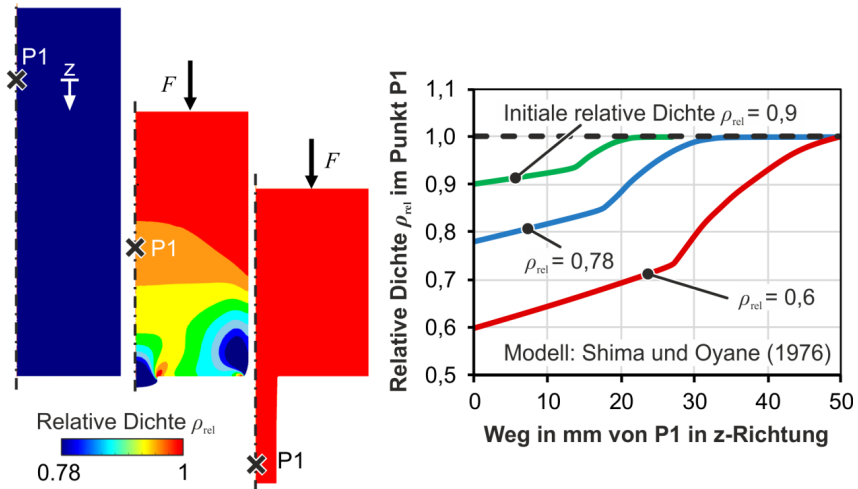 P1
z
F
P1
F
P1
Relative Dichte ρrel
0.78
1
Relative Dichte ρrel im Punkt P1
1,1
1,0
0,9
0,8
0,7
0,6
0,5
Initiale relative Dichte ρrel = 0,9
ρrel = 0,78
ρrel = 0,6
Modell: Shima und Oyane (1976)
0
10
20
30
40
50
Weg in mm von P1 in z-Richtung